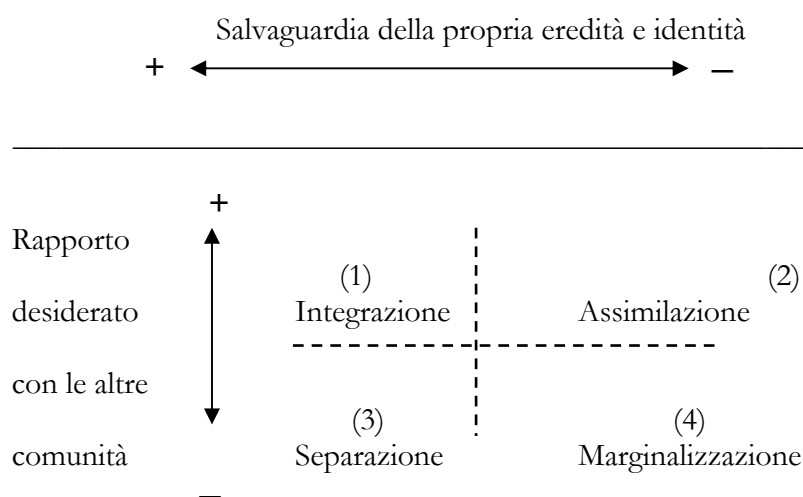 Salvaguardia della propria eredità e identità
+ –
+
Rapporto
(1) (2)
desiderato Integrazione Assimilazione
con le altre
(3) (4)
comunità Separazione Marginalizzazione
–